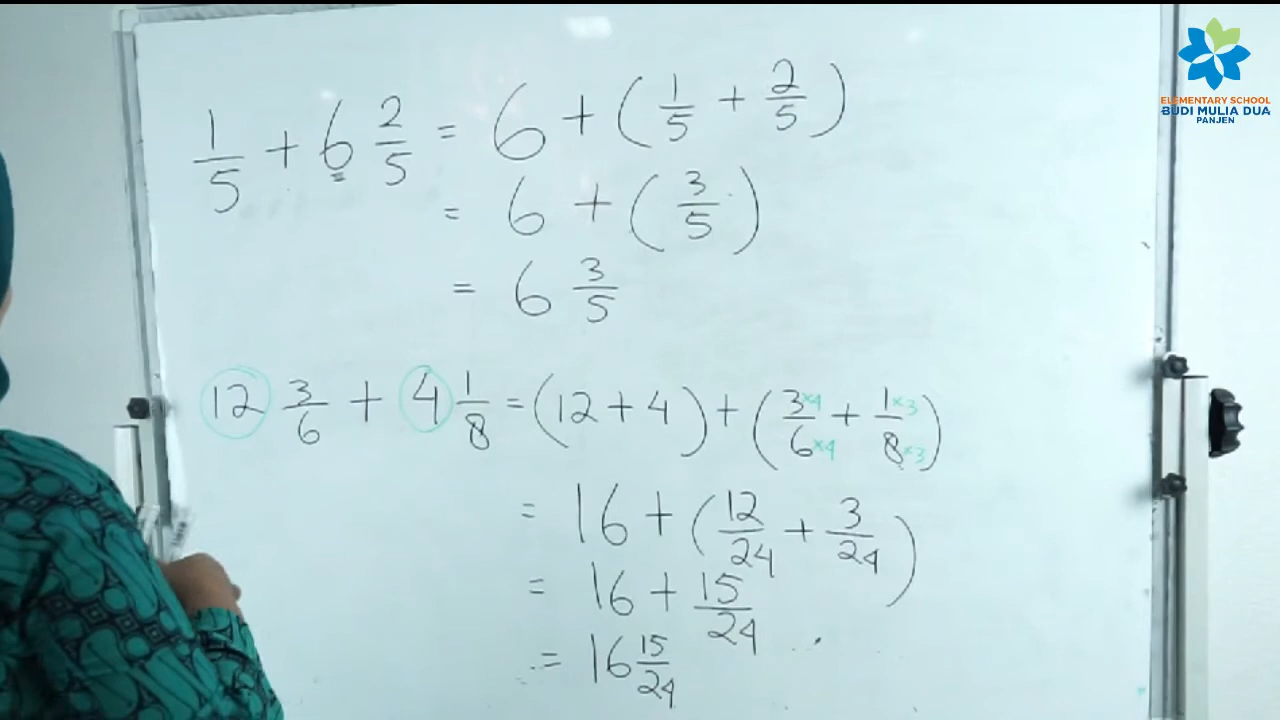 ELEMENTARY SCHOOL
BUDI MULIA DUA
PANJEN
1/5 + 6 2/5 = 6 + (1/5 + 2/5)
= 6 + (3/5)
= 6 3/5
12 3/6 + 4 1/8 = (12 + 4) + (3×4/6×4 + 1×3/8×3)
= 16 + (12/24 + 3/24)
= 16 + 15/24
= 16 15/24